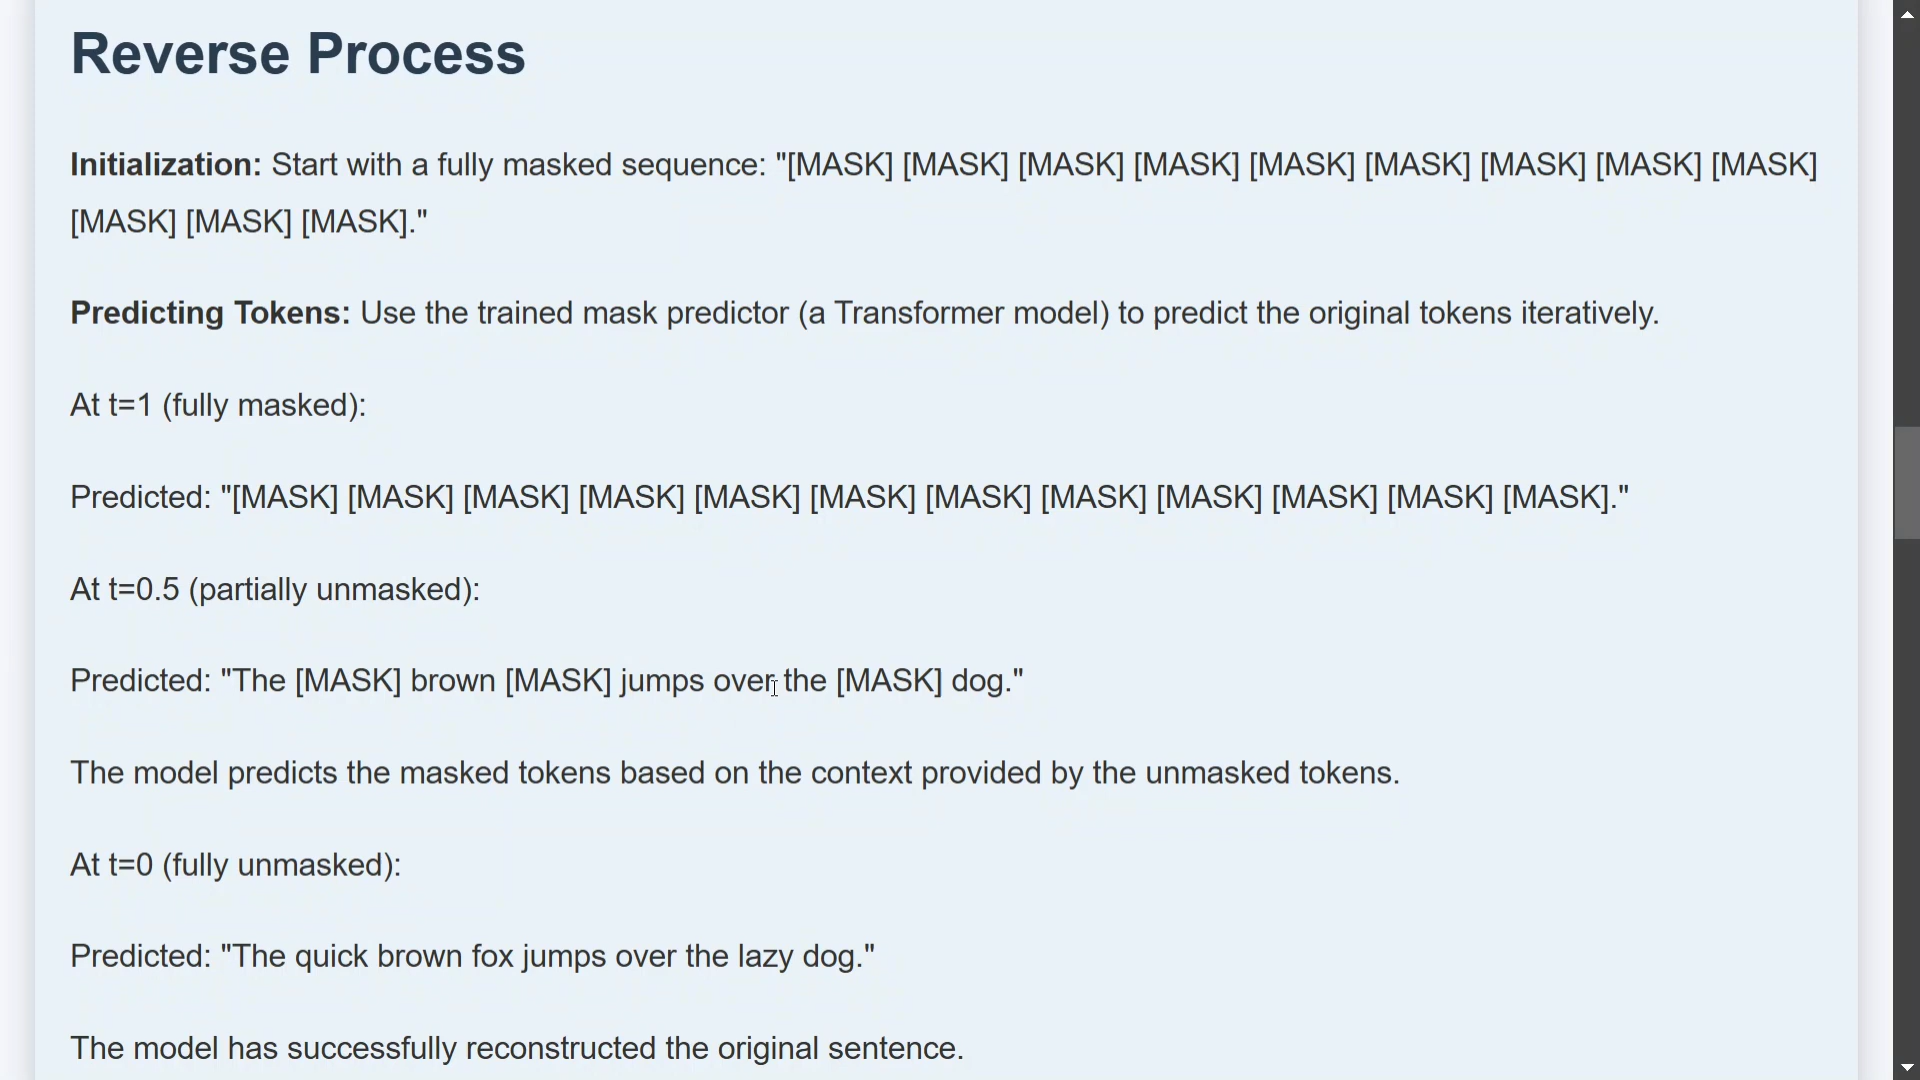 Reverse Process
Initialization: Start with a fully masked sequence: "[MASK] [MASK] [MASK] [MASK] [MASK] [MASK] [MASK] [MASK] [MASK]
[MASK] [MASK] [MASK]."
Predicting Tokens: Use the trained mask predictor (a Transformer model) to predict the original tokens iteratively.
At t=1 (fully masked):
Predicted: "[MASK] [MASK] [MASK] [MASK] [MASK] [MASK] [MASK] [MASK] [MASK] [MASK] [MASK] [MASK]."
At t=0.5 (partially unmasked):
Predicted: "The [MASK] brown [MASK] jumps over the [MASK] dog."
The model predicts the masked tokens based on the context provided by the unmasked tokens.
At t=0 (fully unmasked):
Predicted: "The quick brown fox jumps over the lazy dog."
The model has successfully reconstructed the original sentence.